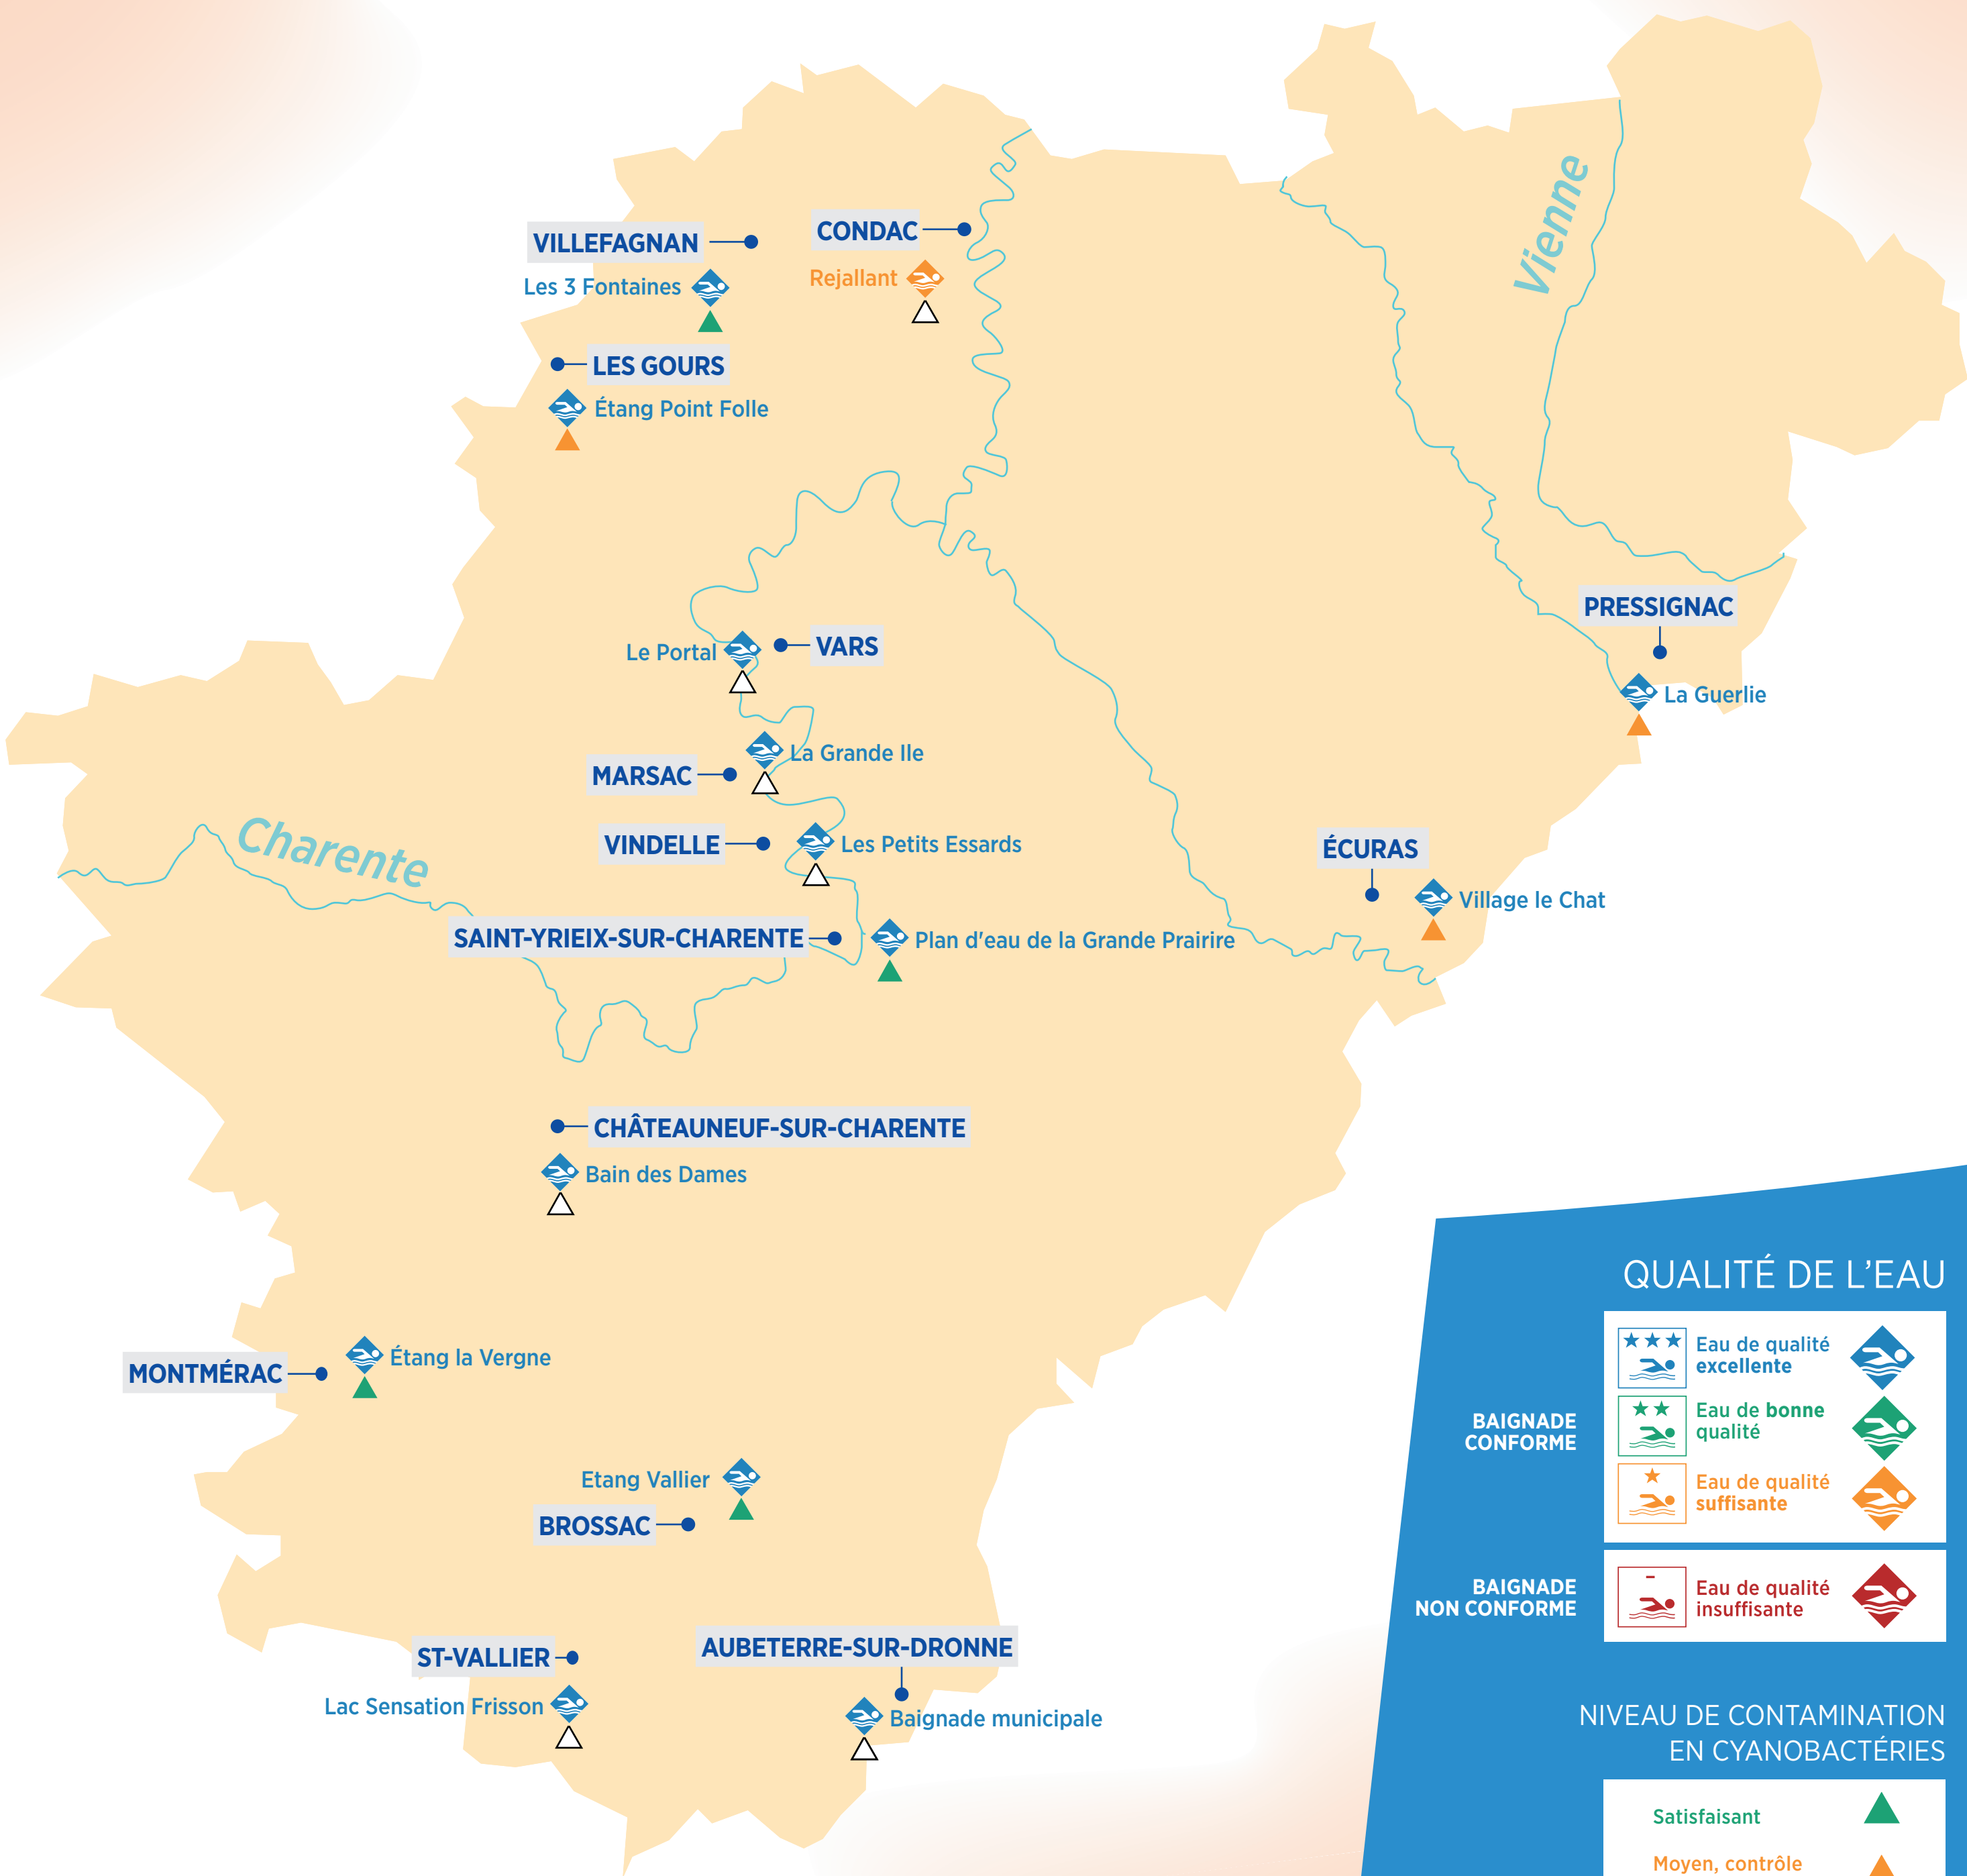 Vienne
VILLEFAGNAN
CONDAC
Les 3 Fontaines
Rejallant
LES GOURS
Étang Point Folle
PRESSIGNAC
Le Portal
VARS
La Guerlie
La Grande Ile
MARSAC
Charente
VINDELLE
Les Petits Essards
ÉCURAS
Village le Chat
SAINT-YRIEIX-SUR-CHARENTE
Plan d'eau de la Grande Prairire
CHÂTEAUNEUF-SUR-CHARENTE
Bain des Dames
MONTMÉRAC
Étang la Vergne
Etang Vallier
BROSSAC
ST-VALLIER
AUBETERRE-SUR-DRONNE
Lac Sensation Frisson
Baignade municipale
QUALITÉ DE L’EAU
BAIGNADE
CONFORME
Eau de qualité
excellente
Eau de bonne
qualité
Eau de qualité
suffisante
BAIGNADE
NON CONFORME
Eau de qualité
insuffisante
NIVEAU DE CONTAMINATION
EN CYANOBACTÉRIES
Satisfaisant
Moyen, contrôle